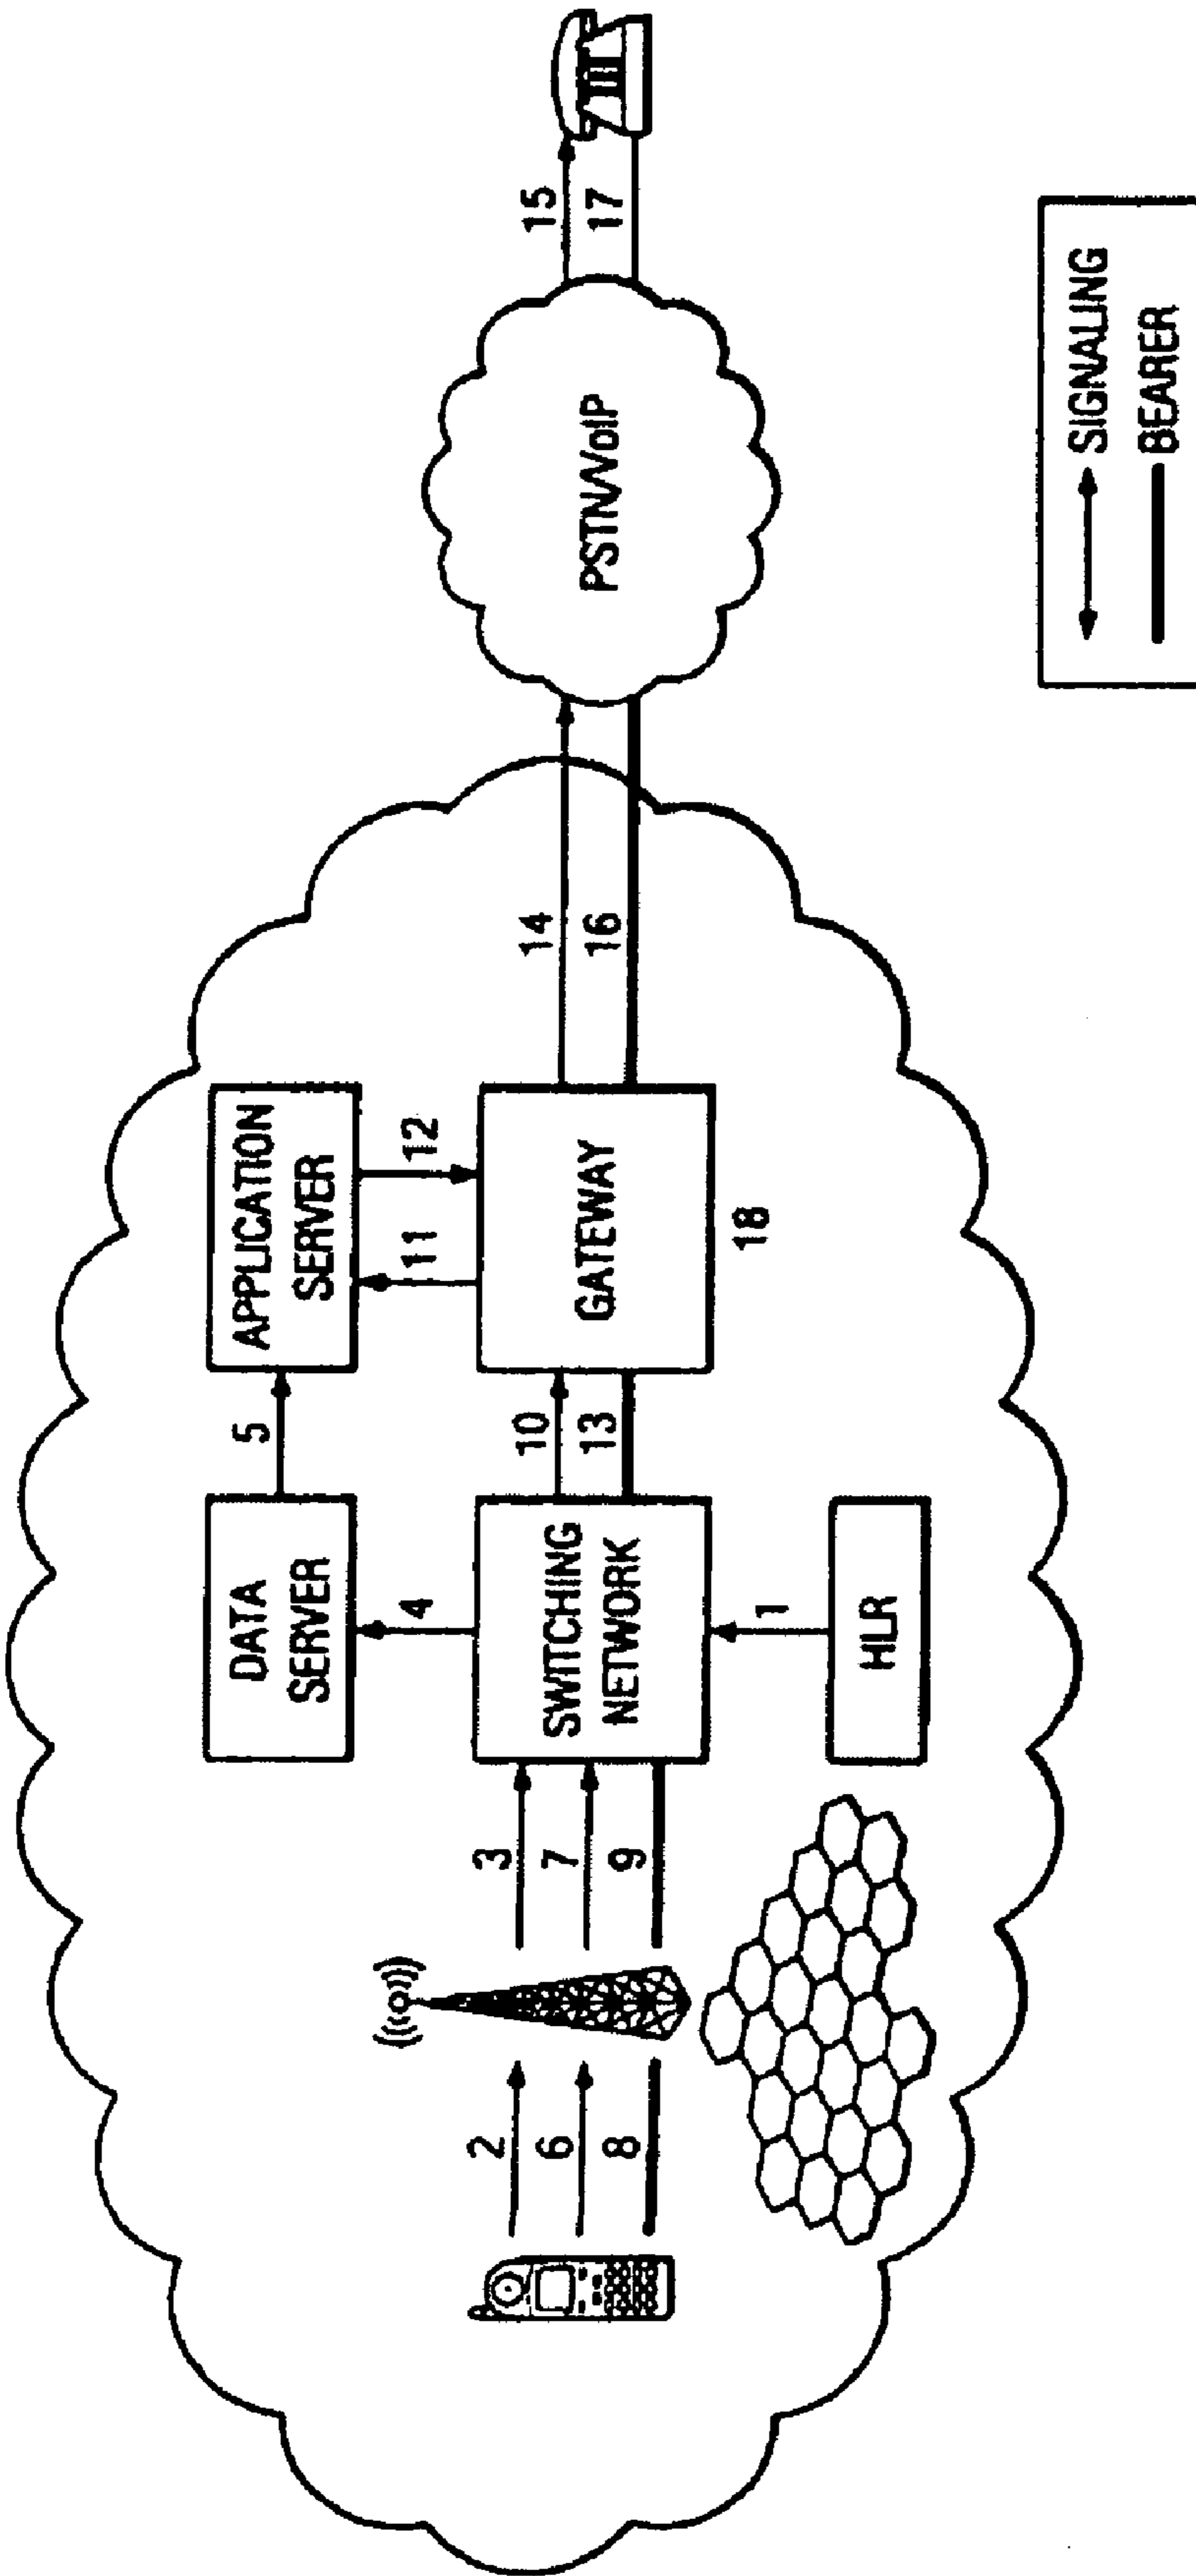 DATA
SERVER
5
APPLICATION
SERVER
4
11
12
2
3
6
7
8
9
SWITCHING
NETWORK
10
13
GATEWAY
18
14
16
PSTN/VoIP
15
17
1
HLR
SIGNALING
BEARER